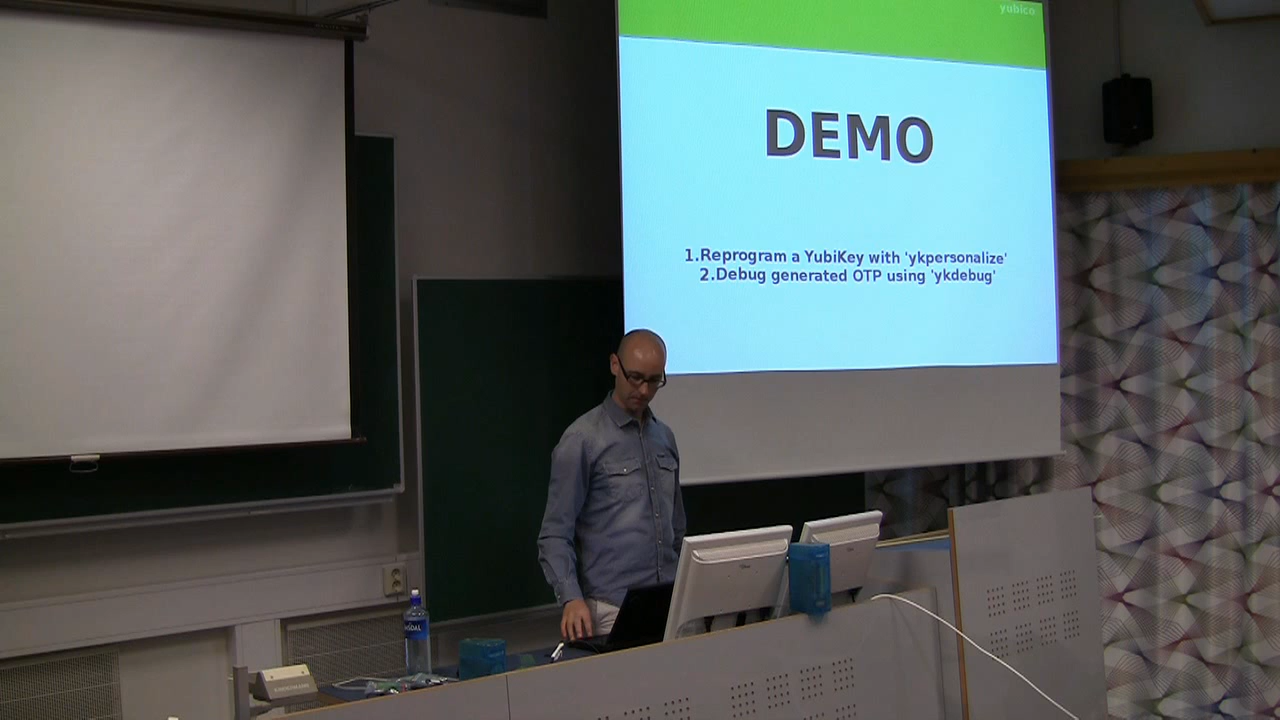 yubico
DEMO
1.Reprogram a YubiKey with 'ykpersonalize'
2.Debug generated OTP using 'ykdebug'